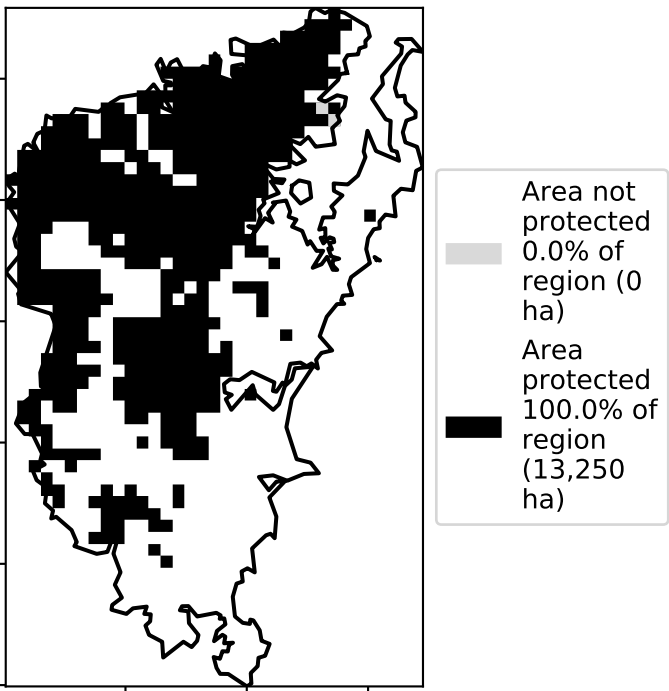 Area not
protected
0.0% of
region (0
ha)
Area
protected
100.0% of
region
(13,250
ha)